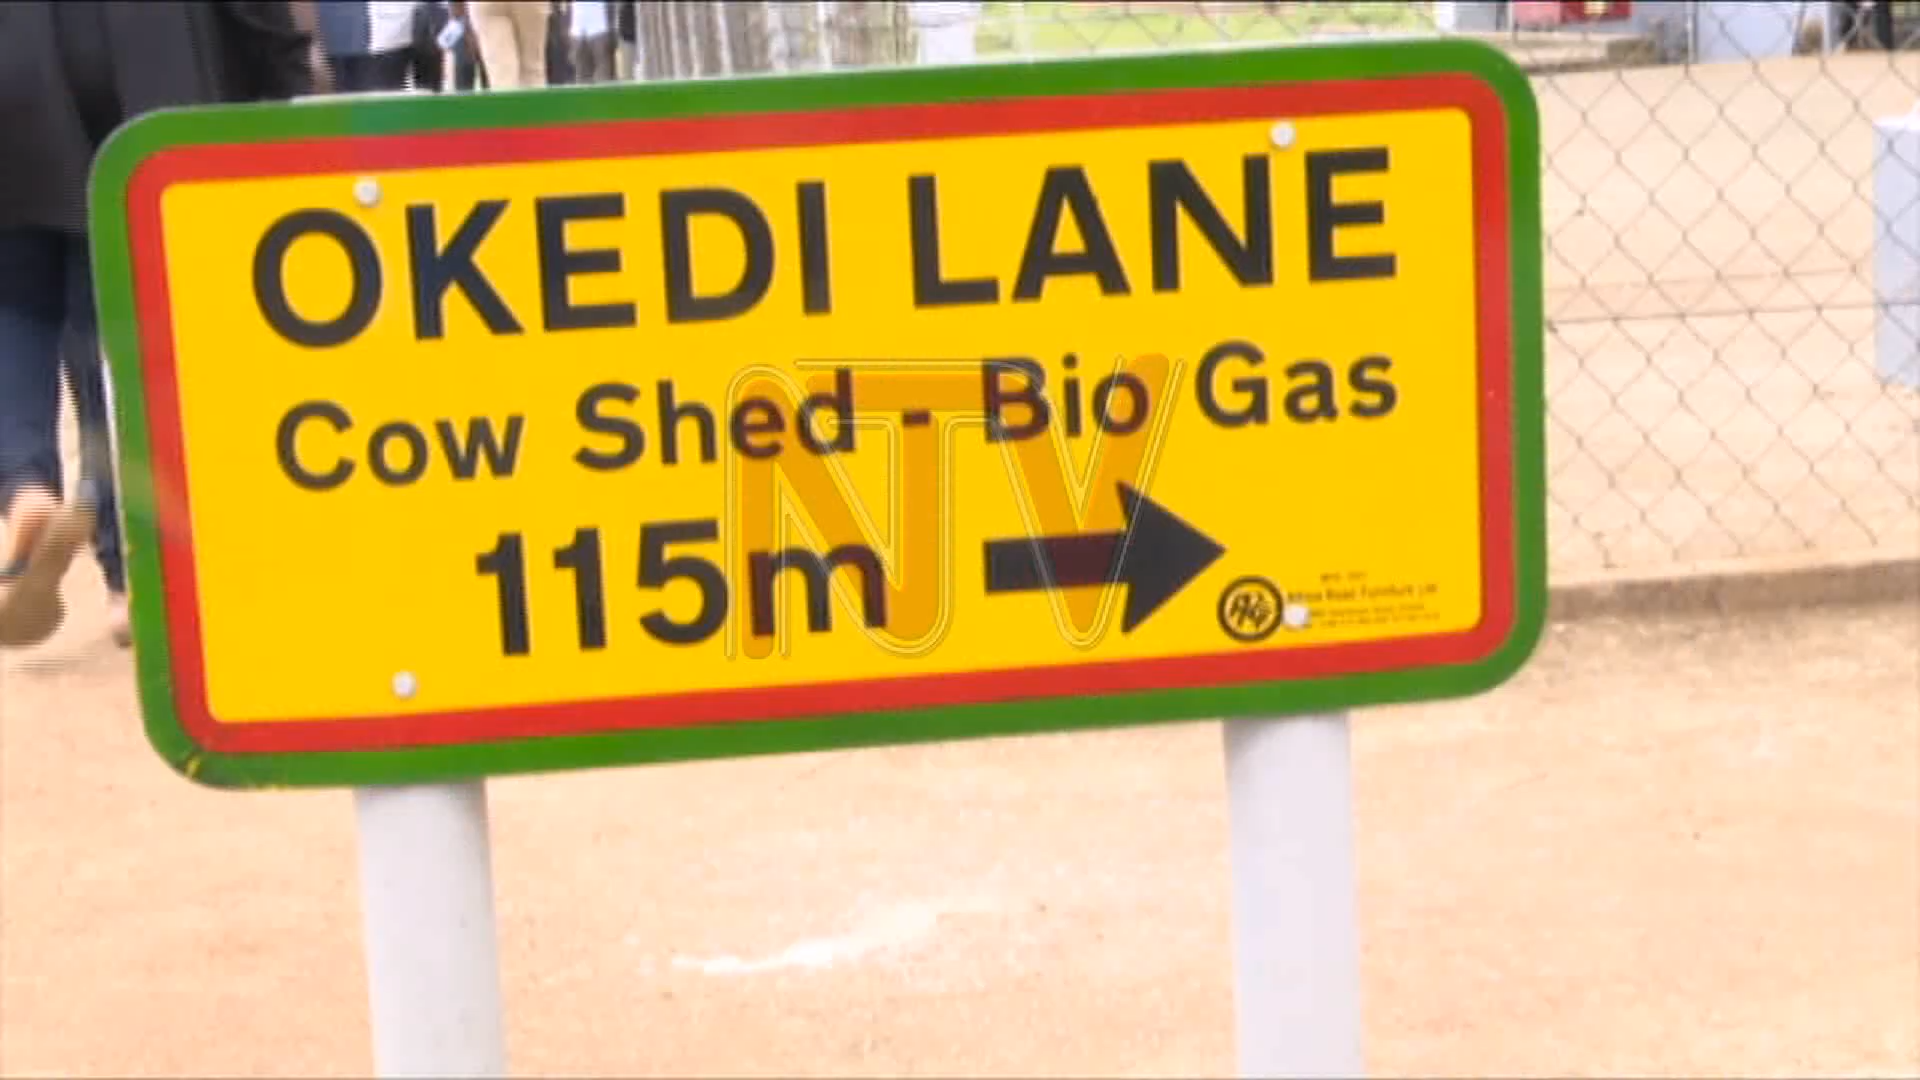 OKEDI LANE
Cow Shed - Bio Gas
115m
NTV